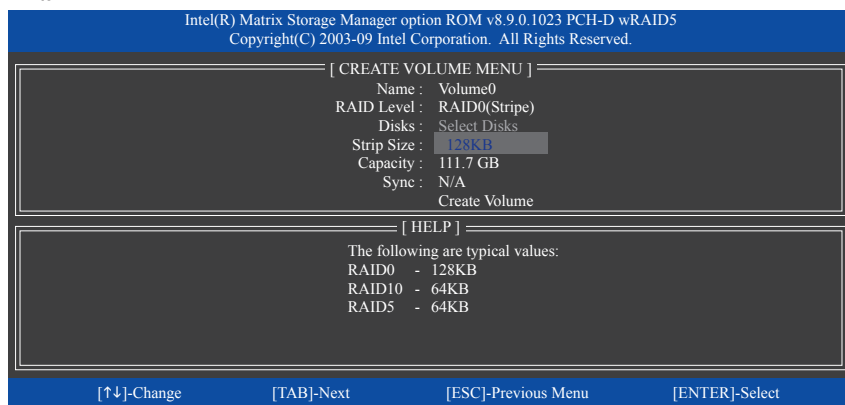 Intel(R) Matrix Storage Manager option ROM v8.9.0.1023 PCH-D wRAID5
Copyright(C) 2003-09 Intel Corporation. All Rights Reserved.
[ CREATE VOLUME MENU ]
Name : Volume0
RAID Level : RAID0(Stripe)
Disks : Select Disks
Strip Size : 128KB
Capacity : 111.7 GB
Sync : N/A
Create Volume
[ HELP ]
The following are typical values:
RAID0 - 128KB
RAID10 - 64KB
RAID5 - 64KB
[↑↓]-Change [TAB]-Next [ESC]-Previous Menu [ENTER]-Select